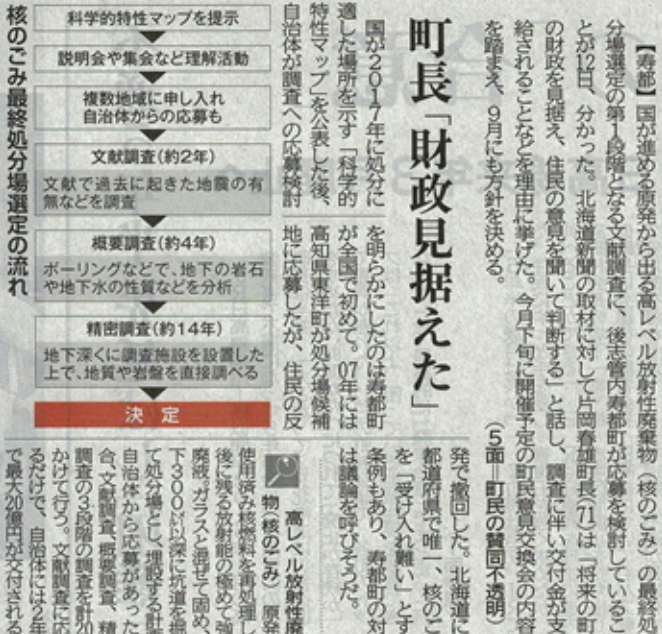 【寿都】国が進める原発から出る高レベル放射性廃棄物(核のごみ)の最終処
分場選定の第1段階となる文献調査に、後志管内寿都町が応募を検討しているこ
とが12日、分かった。北海道新聞の取材に対して片岡春雄町長(71)は「将来の町
の財政を見据え、住民の意見を聞いて判断する」と話し、調査に伴い交付金が支
給されることなどを理由に挙げた。今月下旬に開催予定の町民意見交換会の内容
を踏まえ、9月にも方針を決める。
(5面=町民の賛同不透明)
町長「財政見据えた」
国が2017年に処分に
適した場所を示す「科学的
特性マップ」を公表した後、
自治体が調査への応募検討
を明らかにしたのは寿都町
が全国で初めて。07年には
高知県東洋町が処分場候補
地に応募したが、住民の反
発で撤回した。北海道に
都道府県で唯一、核のご
を「受け入れ難い」とす
条例もあり、寿都町の対
は議論を呼びそうだ。
核のごみ最終処分場選定の流れ
科学的特性マップを提示
説明会や集会など理解活動
複数地域に申し入れ
自治体からの応募も
文献調査(約2年)
文献で過去に起きた地震の有
無などを調査
概要調査(約4年)
ボーリングなどで、地下の岩石
や地下水の性質などを分析
精密調査(約14年)
地下深くに調査施設を設置した
上で、地質や岩盤を直接調べる
決定
高レベル放射性廃
物(核のごみ) 原発
使用済み核燃料を再処理し
後に残る放射能の極めて強
廃液。ガラスと混ぜて固め、
下300㍍以深に坑道を掘
て処分場とし、埋設する計画
自治体から応募があった
合、文献調査、概要調査、精
調査の3段階の調査を計20
かけて行う。文献調査に応
るだけで、自治体には2年
で最大20億円が交付される